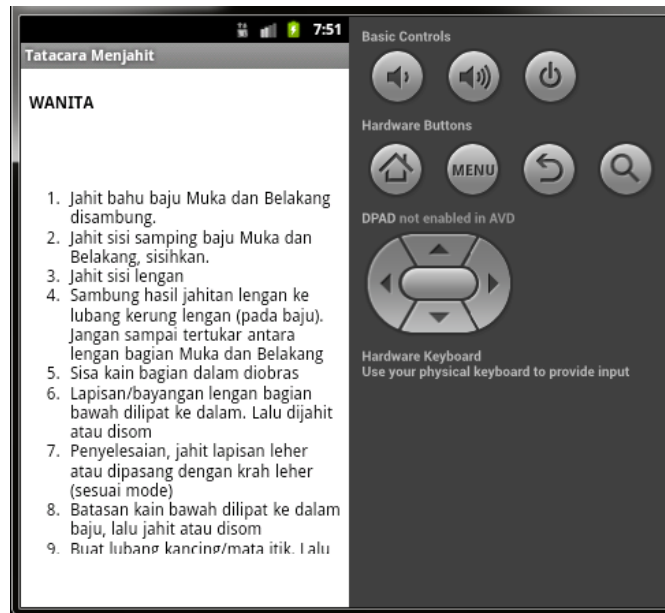 7:51
Tatacara Menjahit
WANITA
1. Jahit bahu baju Muka dan Belakang
disambung.
2. Jahit sisi samping baju Muka dan
Belakang, sisihkan.
3. Jahit sisi lengan
4. Sambung hasil jahitan lengan ke
lubang kerung lengan (pada baju).
Jangan sampai tertukar antara
lengan bagian Muka dan Belakang
5. Sisa kain bagian dalam diobras
6. Lapisan/bayangan lengan bagian
bawah dilipat ke dalam. Lalu dijahit
atau disom
7. Penyelesaian, jahit lapisan leher
atau dipasang dengan krah leher
(sesuai mode)
8. Batasan kain bawah dilipat ke dalam
baju, lalu jahit atau disom
9. Buat lubang kancing/mata itik. Lalu
Basic Controls
Hardware Buttons
MENU
DPAD not enabled in AVD
Hardware Keyboard
Use your physical keyboard to provide input